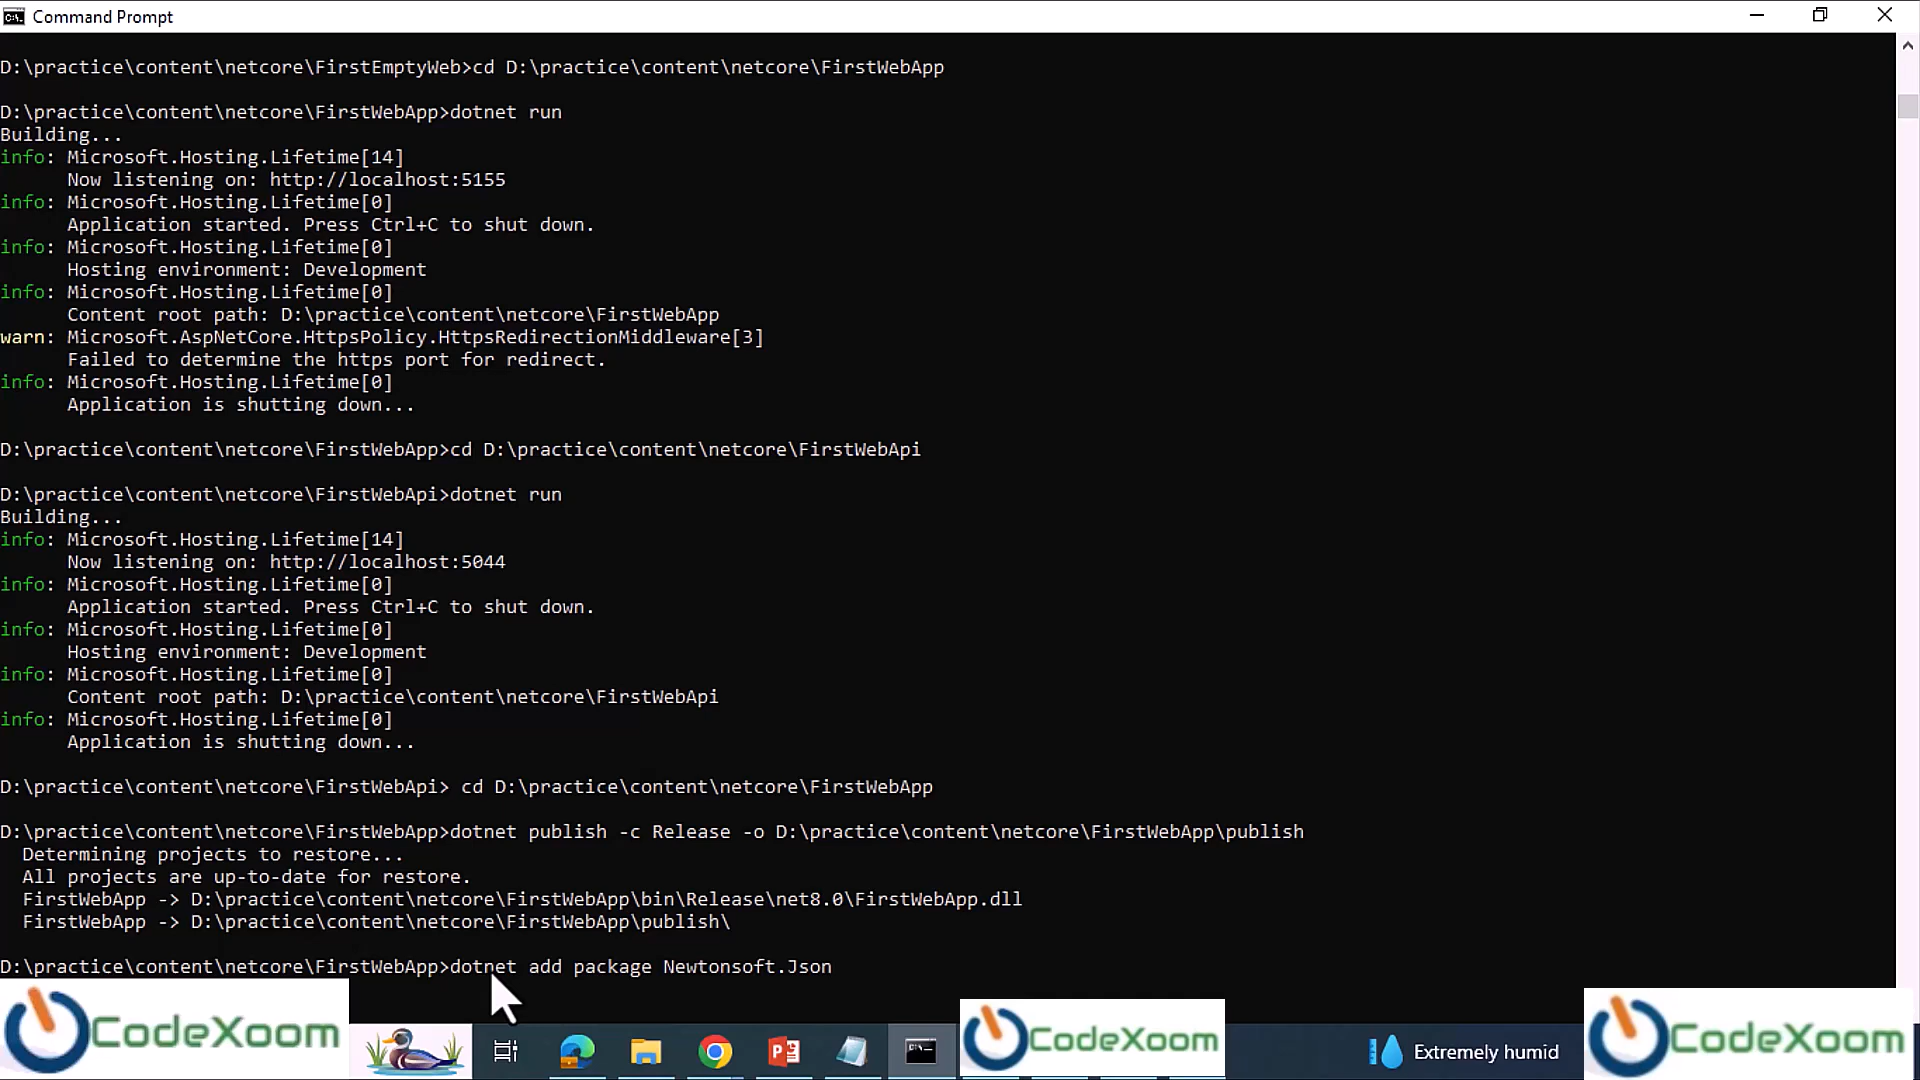 Command Prompt
D:\practice\content\netcore\FirstEmptyWeb>cd D:\practice\content\netcore\FirstWebApp
D:\practice\content\netcore\FirstWebApp>dotnet run
Building...
info: Microsoft.Hosting.Lifetime[14]
      Now listening on: http://localhost:5155
info: Microsoft.Hosting.Lifetime[0]
      Application started. Press Ctrl+C to shut down.
info: Microsoft.Hosting.Lifetime[0]
      Hosting environment: Development
info: Microsoft.Hosting.Lifetime[0]
      Content root path: D:\practice\content\netcore\FirstWebApp
warn: Microsoft.AspNetCore.HttpsPolicy.HttpsRedirectionMiddleware[3]
      Failed to determine the https port for redirect.
info: Microsoft.Hosting.Lifetime[0]
      Application is shutting down...
D:\practice\content\netcore\FirstWebApp>cd D:\practice\content\netcore\FirstWebApi
D:\practice\content\netcore\FirstWebApi>dotnet run
Building...
info: Microsoft.Hosting.Lifetime[14]
      Now listening on: http://localhost:5044
info: Microsoft.Hosting.Lifetime[0]
      Application started. Press Ctrl+C to shut down.
info: Microsoft.Hosting.Lifetime[0]
      Hosting environment: Development
info: Microsoft.Hosting.Lifetime[0]
      Content root path: D:\practice\content\netcore\FirstWebApi
info: Microsoft.Hosting.Lifetime[0]
      Application is shutting down...
D:\practice\content\netcore\FirstWebApi> cd D:\practice\content\netcore\FirstWebApp
D:\practice\content\netcore\FirstWebApp>dotnet publish -c Release -o D:\practice\content\netcore\FirstWebApp\publish
  Determining projects to restore...
  All projects are up-to-date for restore.
  FirstWebApp -> D:\practice\content\netcore\FirstWebApp\bin\Release\net8.0\FirstWebApp.dll
  FirstWebApp -> D:\practice\content\netcore\FirstWebApp\publish\
D:\practice\content\netcore\FirstWebApp>dotnet add package Newtonsoft.Json
CodeXoom
CodeXoom
Extremely humid
CodeXoom